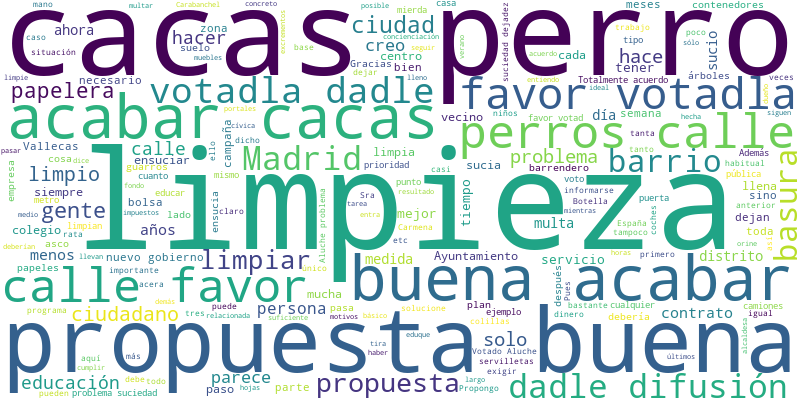 mano multar Carabanchel concreto posible mierda casa contenedores
cacas perro
caso ahora zona hacer suelo base concienciación ciudad creo seguir centro Gracias bien dejar verano suciedad dejadez hace tener meses trabajo tipo poco sólo sucio
situación muebles excrementos acuerdo cada entiendo árboles dueño
limpie necesario lleno Totalmente acuerdo ideal veces
papelera votadla dadle favor votadla
acabar cacas vecino niños favor votad día semana hecha siguen
portales cívica perros calle tanta
Vallecas calle campaña ello dicho Madrid limpia casi problema tanto barrio Además
pasar cosa dice ensuciar guarros mismo prioridad sucia barrendero habitual pública basura
empresa limpio cuanto limpieza
fondo educar punto voto informarse puerta llena
metro siempre impuestos bolsa ensucia claro resultado Sra tarea tiempo Botella mientras España coches sino anterior
medio gente limpian lado Aluche problema entra mejor multa tampoco dejan
colegio rata años Carmena orine toda así
deberían asco etc horas primero
menos llevan nuevo gobierno limpiar medida Ayuntamiento servicio distrito
papeles importante único buena acabar
calle favor acera mucha después Pues
programa demás puede persona pasa solucione plan bastante cualquier camiones
ciudadano tres relacionada suficiente motivos básico ejemplo dinero debería contrato igual alcaldesa
propuesta buena
más eduque colillas solo
tira haber Votado Aluche servilletas exigir últimos
aquí cumplir educación debe todo parece parte propuesta largo Propongo dadle difusión
pueden problema suciedad paso hojas